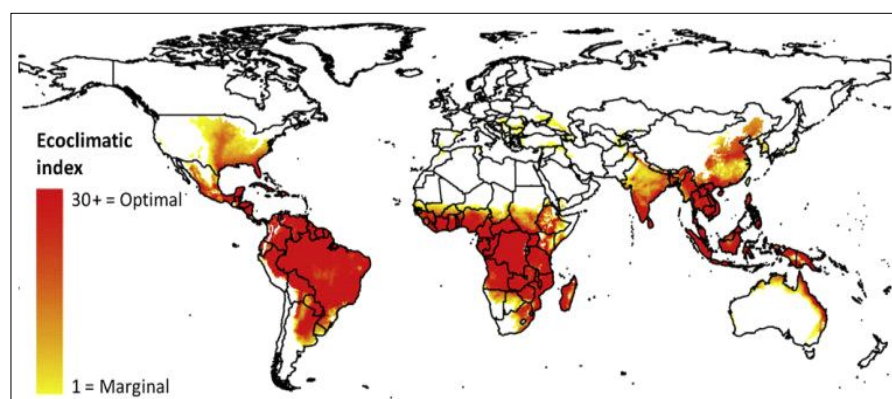 Ecoclimatic
index
30+ = Optimal
1 = Marginal